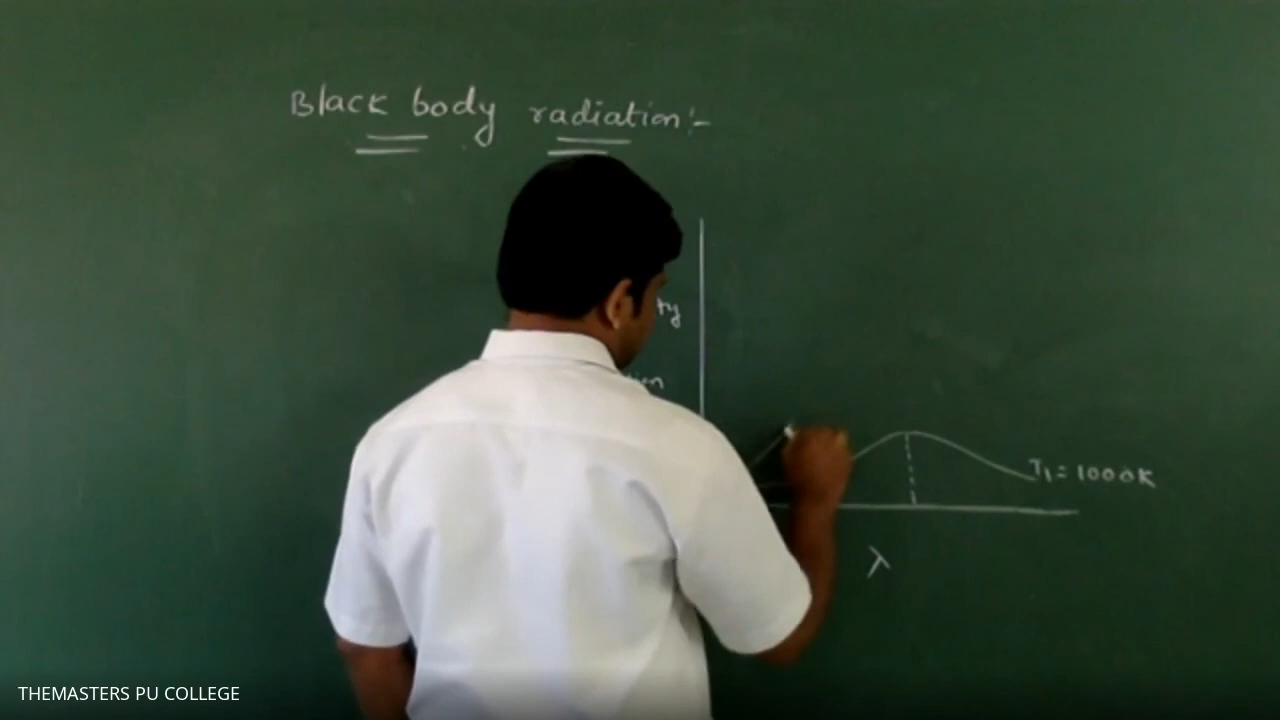 Black body radiation:-
T₁ = 1000K
λ
THEMASTERS PU COLLEGE